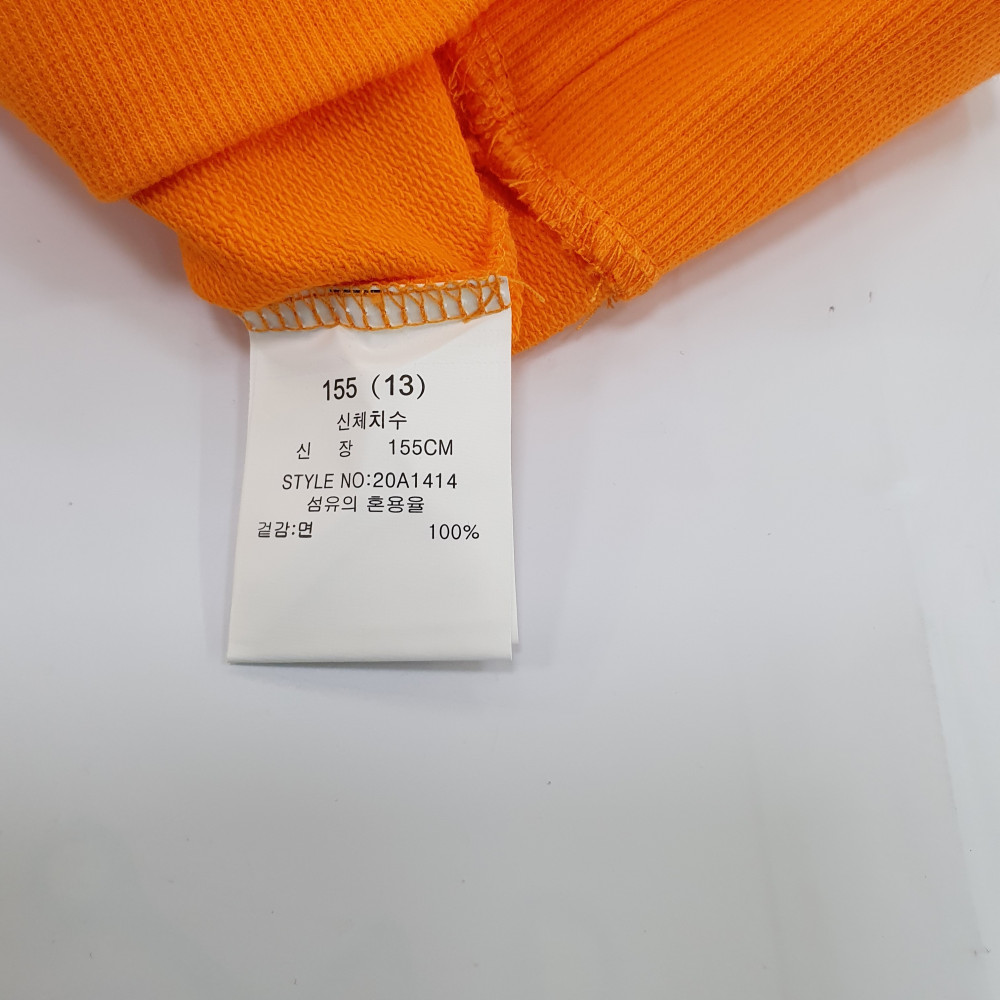 155 (13)
신체치수
신 장 155CM
STYLE NO:20A1414
섬유의 혼용율
겉감:면 100%